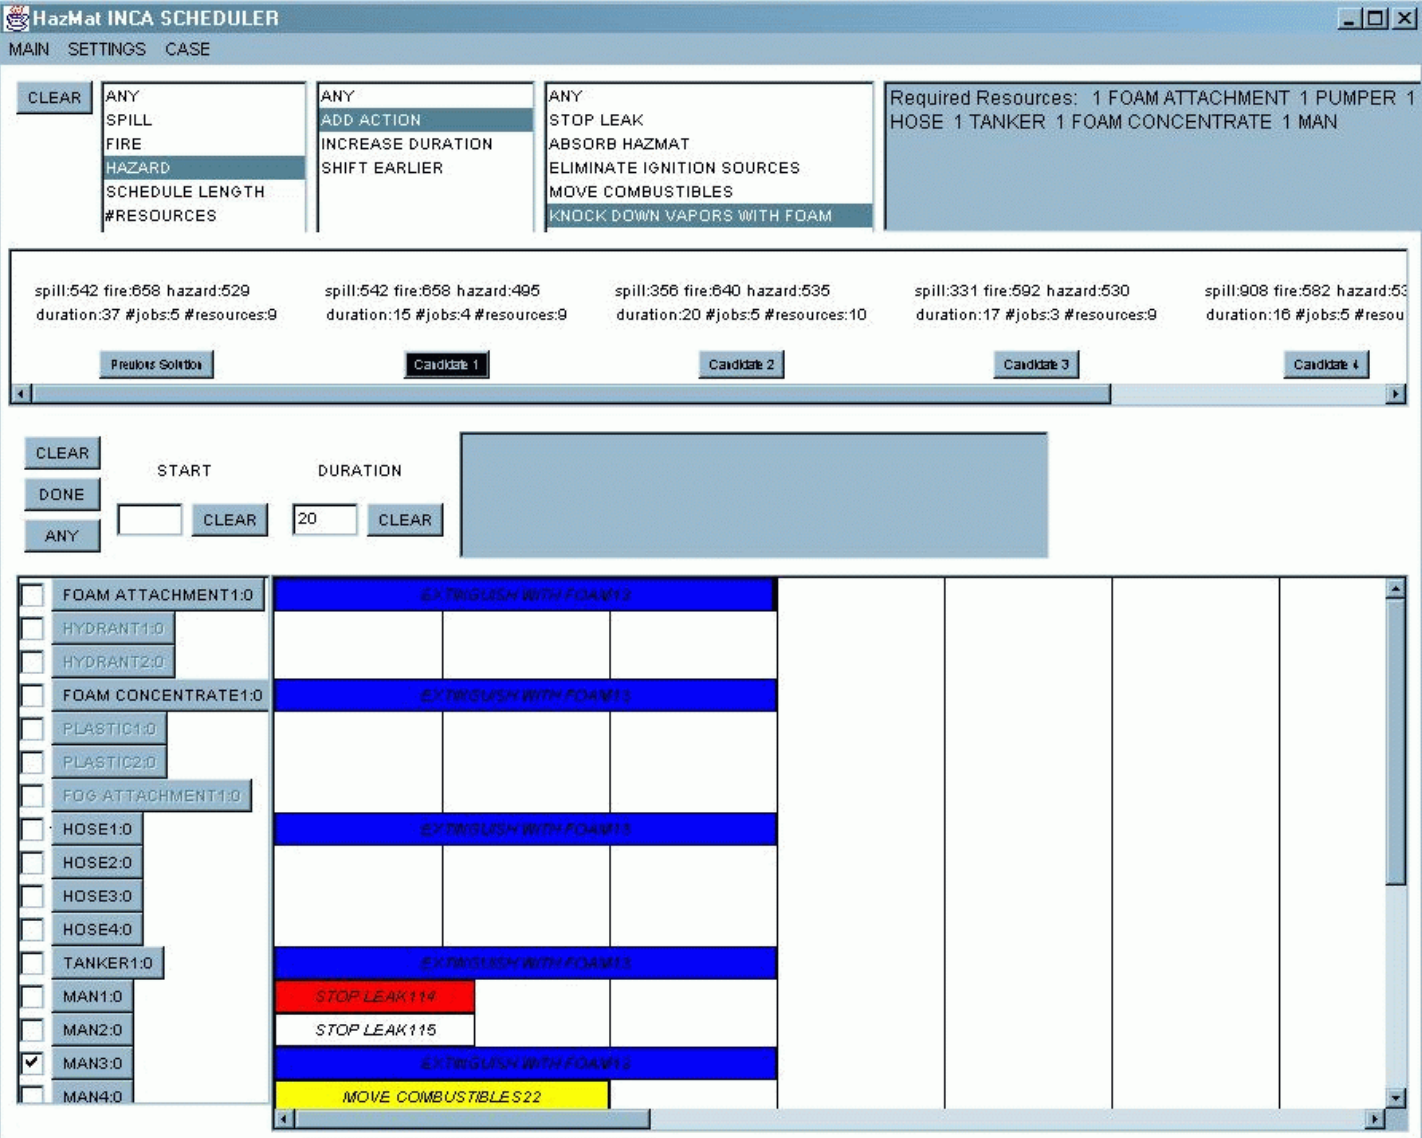 HazMat INCA SCHEDULER
MAIN SETTINGS CASE
CLEAR
ANY
SPILL
FIRE
HAZARD
SCHEDULE LENGTH
#RESOURCES
ANY
ADD ACTION
INCREASE DURATION
SHIFT EARLIER
ANY
STOP LEAK
ABSORB HAZMAT
ELIMINATE IGNITION SOURCES
MOVE COMBUSTIBLES
KNOCK DOWN VAPORS WITH FOAM
Required Resources: 1 FOAM ATTACHMENT 1 PUMPER 1
HOSE 1 TANKER 1 FOAM CONCENTRATE 1 MAN
spill:542 fire:658 hazard:529
duration:37 #jobs:5 #resources:9
Previous Solution
spill:542 fire:658 hazard:495
duration:15 #jobs:4 #resources:9
Candidate 1
spill:356 fire:640 hazard:535
duration:20 #jobs:5 #resources:10
Candidate 2
spill:331 fire:592 hazard:530
duration:17 #jobs:3 #resources:9
Candidate 3
spill:908 fire:582 hazard:53
duration:16 #jobs:5 #resou
Candidate 4
CLEAR
DONE
ANY
START
CLEAR
DURATION
20
CLEAR
FOAM ATTACHMENT1:0 EXTINGUISH WITH FOAM13
HYDRANT1:0
HYDRANT2:0
FOAM CONCENTRATE1:0 EXTINGUISH WITH FOAM13
PLASTIC1:0
PLASTIC2:0
FOG ATTACHMENT1:0
HOSE1:0 EXTINGUISH WITH FOAM13
HOSE2:0
HOSE3:0
HOSE4:0
TANKER1:0 EXTINGUISH WITH FOAM13
MAN1:0 STOP LEAK114
MAN2:0 STOP LEAK115
MAN3:0 EXTINGUISH WITH FOAM13
MAN4:0 MOVE COMBUSTIBLES22